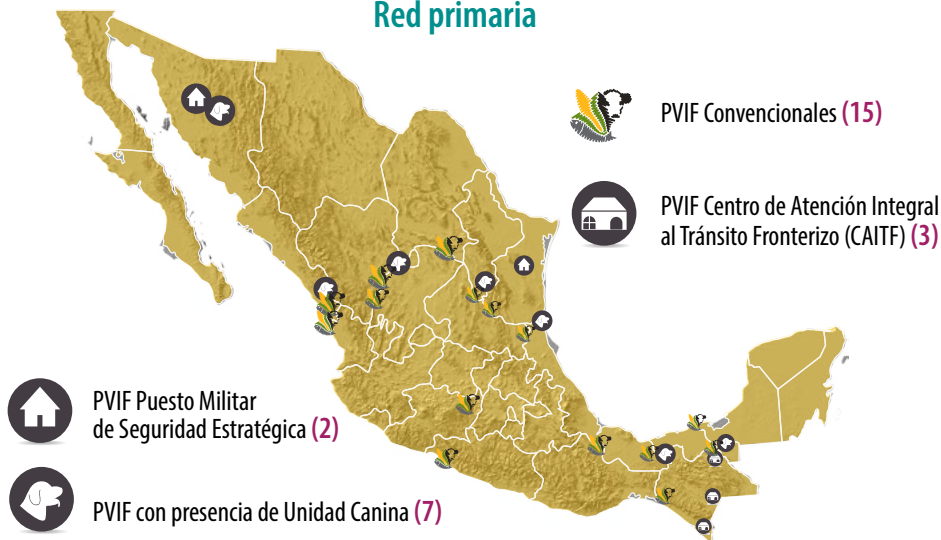 Red primaria
PVIF Convencionales (15)
PVIF Centro de Atención Integral
al Tránsito Fronterizo (CAITF) (3)
PVIF Puesto Militar
de Seguridad Estratégica (2)
PVIF con presencia de Unidad Canina (7)